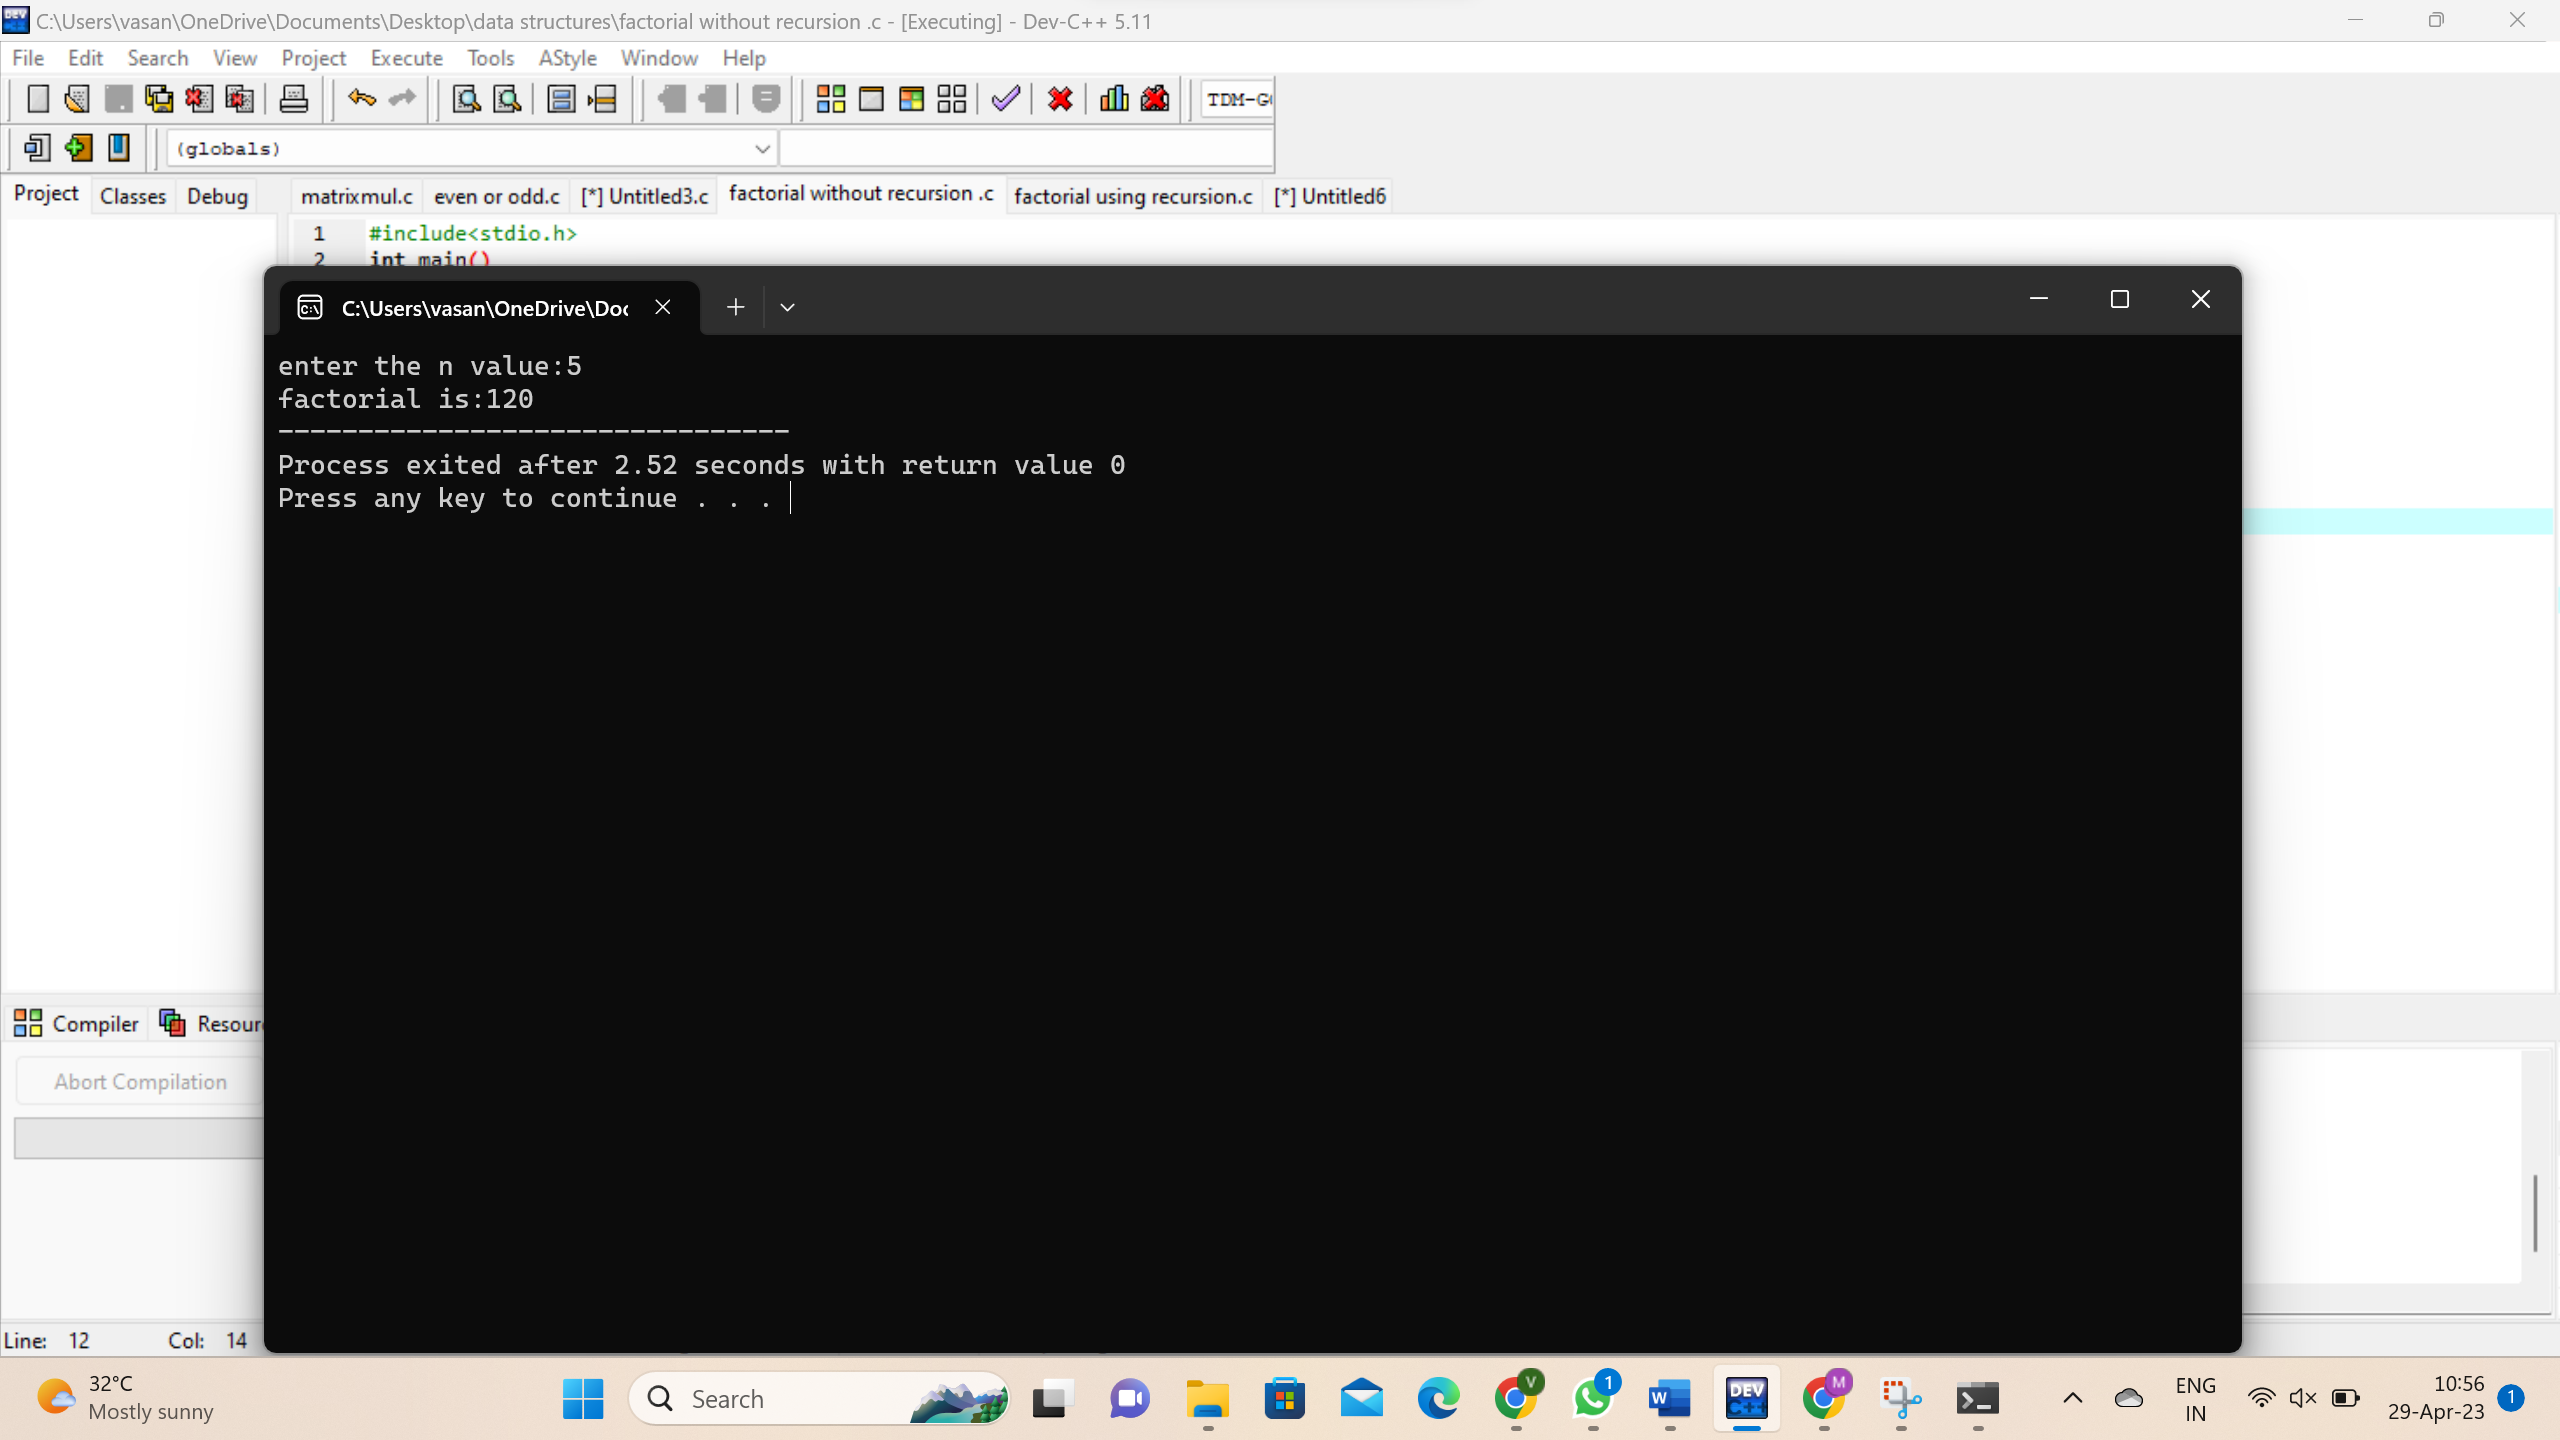 C:\Users\vasan\OneDrive\Documents\Desktop\data structures\factorial without recursion .c - [Executing] - Dev-C++ 5.11
File Edit Search View Project Execute Tools AStyle Window Help
TDM-G
(globals)
Project Classes Debug matrixmul.c even or odd.c [*] Untitled3.c factorial without recursion .c factorial using recursion.c [*] Untitled6
1 #include<stdio.h>
2 int main()
C:\Users\vasan\OneDrive\Doc
enter the n value:5
factorial is:120
--------------------------------
Process exited after 2.52 seconds with return value 0
Press any key to continue . . .
Compiler Resour
Abort Compilation
Line: 12 Col: 14
32°C
Mostly sunny
Search
DEV C++
V
1
W
M
ENG
IN
10:56
29-Apr-23
1